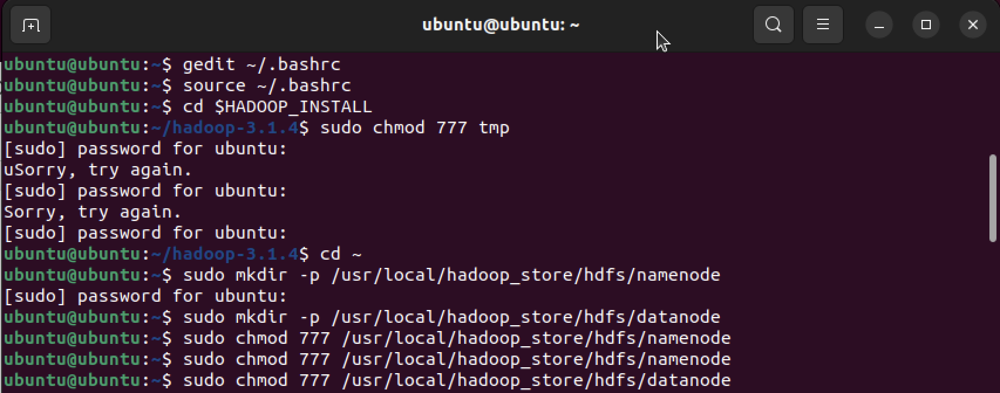 ubuntu@ubuntu: ~
ubuntu@ubuntu:~$ gedit ~/.bashrc
ubuntu@ubuntu:~$ source ~/.bashrc
ubuntu@ubuntu:~$ cd $HADOOP_INSTALL
ubuntu@ubuntu:~/hadoop-3.1.4$ sudo chmod 777 tmp
[sudo] password for ubuntu:
uSorry, try again.
[sudo] password for ubuntu:
Sorry, try again.
[sudo] password for ubuntu:
ubuntu@ubuntu:~/hadoop-3.1.4$ cd ~
ubuntu@ubuntu:~$ sudo mkdir -p /usr/local/hadoop_store/hdfs/namenode
[sudo] password for ubuntu:
ubuntu@ubuntu:~$ sudo mkdir -p /usr/local/hadoop_store/hdfs/datanode
ubuntu@ubuntu:~$ sudo chmod 777 /usr/local/hadoop_store/hdfs/namenode
ubuntu@ubuntu:~$ sudo chmod 777 /usr/local/hadoop_store/hdfs/namenode
ubuntu@ubuntu:~$ sudo chmod 777 /usr/local/hadoop_store/hdfs/datanode